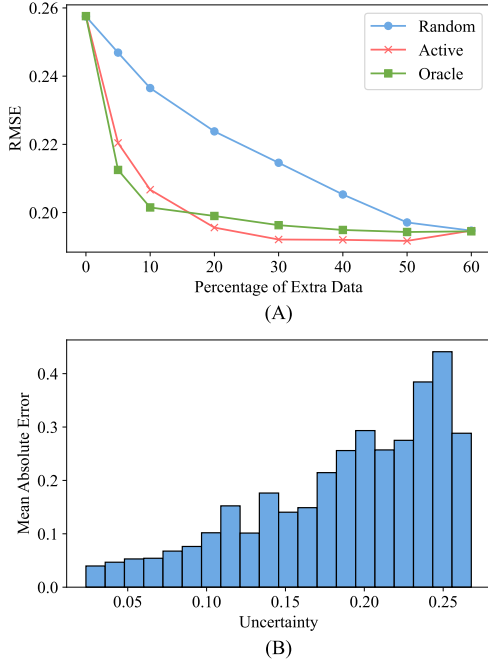 0.26
0.24
0.22
0.20
RMSE
Random
Active
Oracle
0 10 20 30 40 50 60
Percentage of Extra Data
(A)
0.4
0.3
0.2
0.1
0.0
Mean Absolute Error
0.05 0.10 0.15 0.20 0.25
Uncertainty
(B)